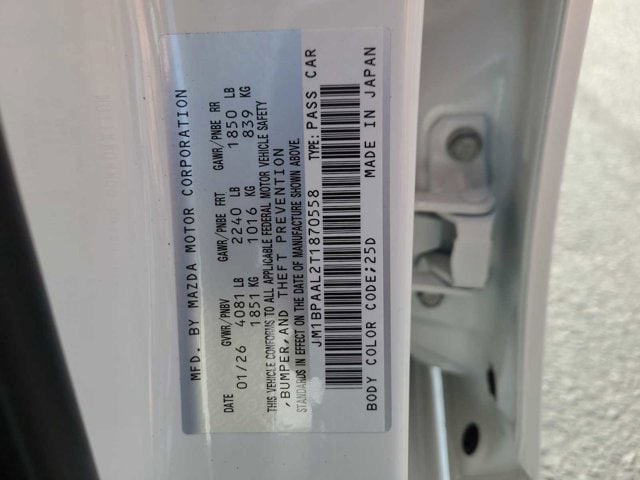 MFD. BY MAZDA MOTOR CORPORATION
DATE GVWR/PNBV GAWR/PNBE FRT GAWR/PNBE RR
01/26 4081 LB 2240 LB 1850 LB
1851 KG 1016 KG 839 KG
THIS VEHICLE CONFORMS TO ALL APPLICABLE FEDERAL MOTOR VEHICLE SAFETY
,BUMPER,AND THEFT PREVENTION
STANDARDS IN EFFECT ON THE DATE OF MANUFACTURE SHOWN ABOVE.
JM1BPAAL2T1870558 TYPE: PASS CAR
BODY COLOR CODE;25D MADE IN JAPAN